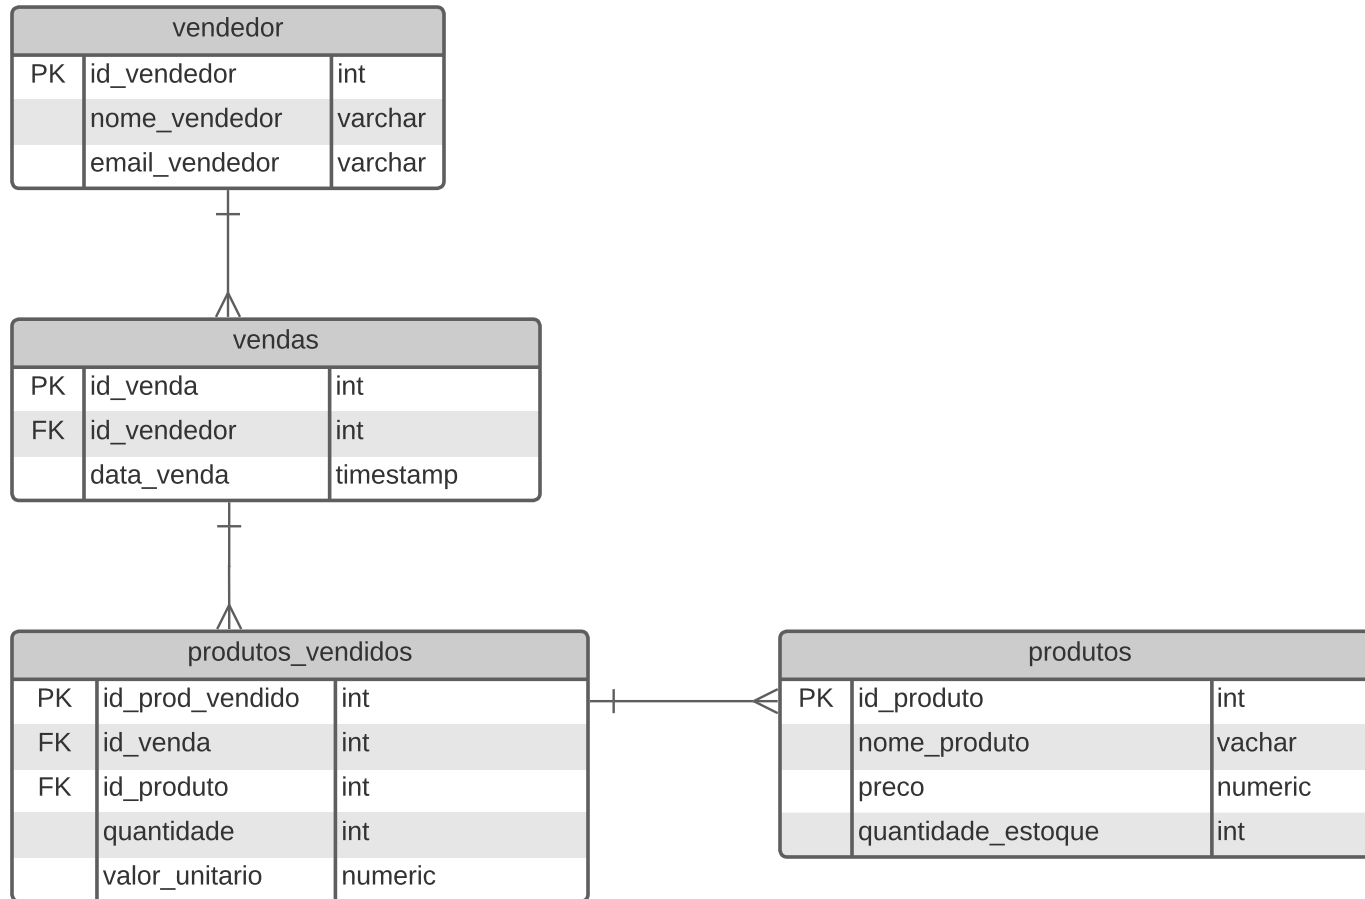 vendedor
PK id_vendedor int
nome_vendedor varchar
email_vendedor varchar
vendas
PK id_venda int
FK id_vendedor int
data_venda timestamp
produtos_vendidos
PK id_prod_vendido int
FK id_venda int
FK id_produto int
quantidade int
valor_unitario numeric
produtos
PK id_produto int
nome_produto vachar
preco numeric
quantidade_estoque int